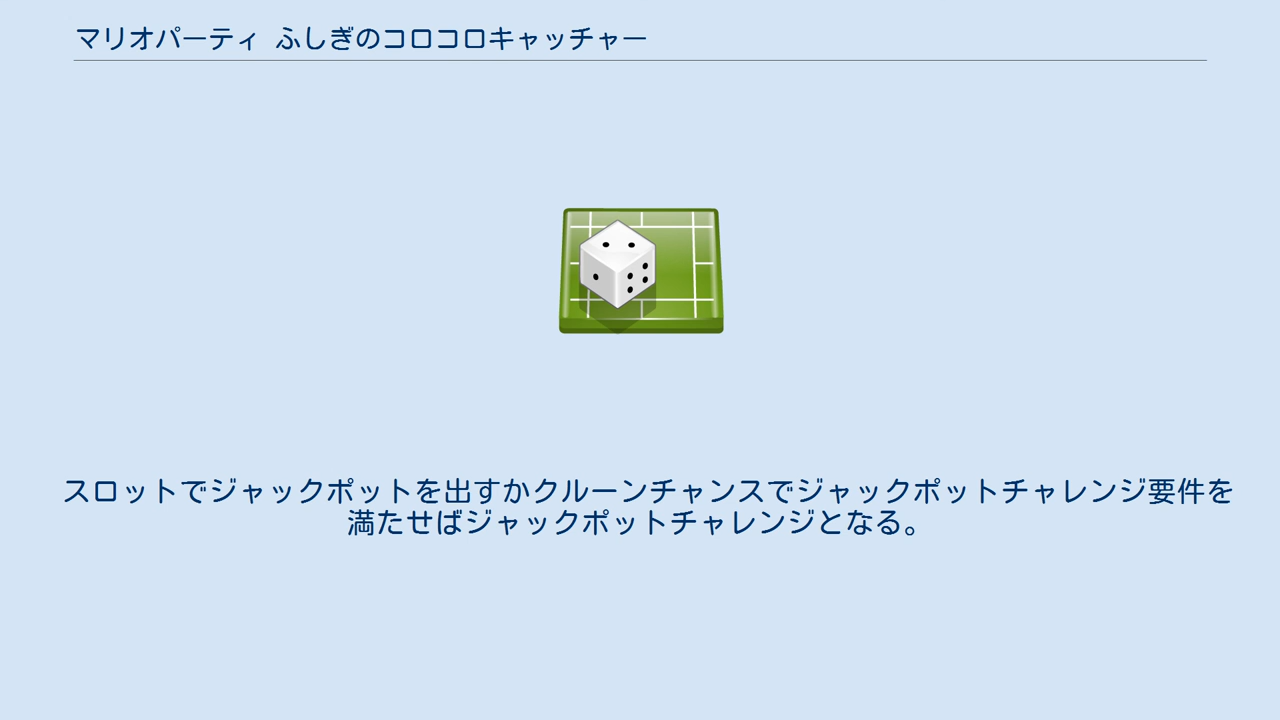 マリオパーティ ふしぎのコロコロキャッチャー
スロットでジャックポットを出すかクルーンチャンスでジャックポットチャレンジ要件を
満たせばジャックポットチャレンジとなる。